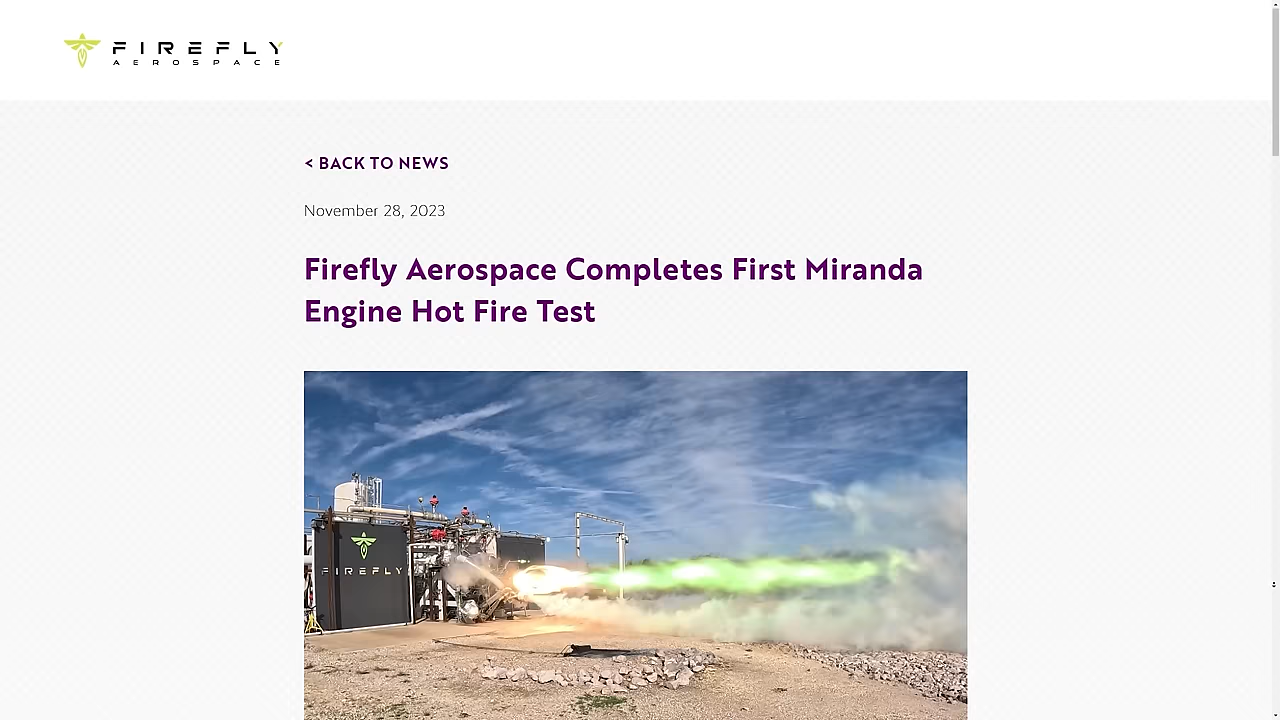 FIREFLY
AEROSPACE
< BACK TO NEWS
November 28, 2023
Firefly Aerospace Completes First Miranda
Engine Hot Fire Test
FIREFLY